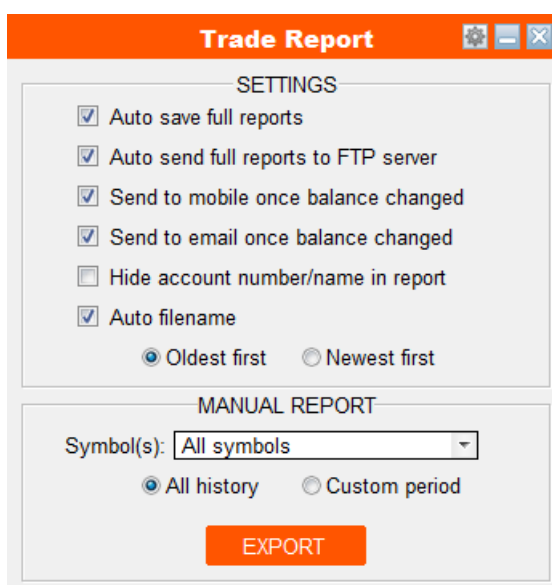 Trade Report
SETTINGS
Auto save full reports
Auto send full reports to FTP server
Send to mobile once balance changed
Send to email once balance changed
Hide account number/name in report
Auto filename
Oldest first Newest first
MANUAL REPORT
Symbol(s): All symbols
All history Custom period
EXPORT